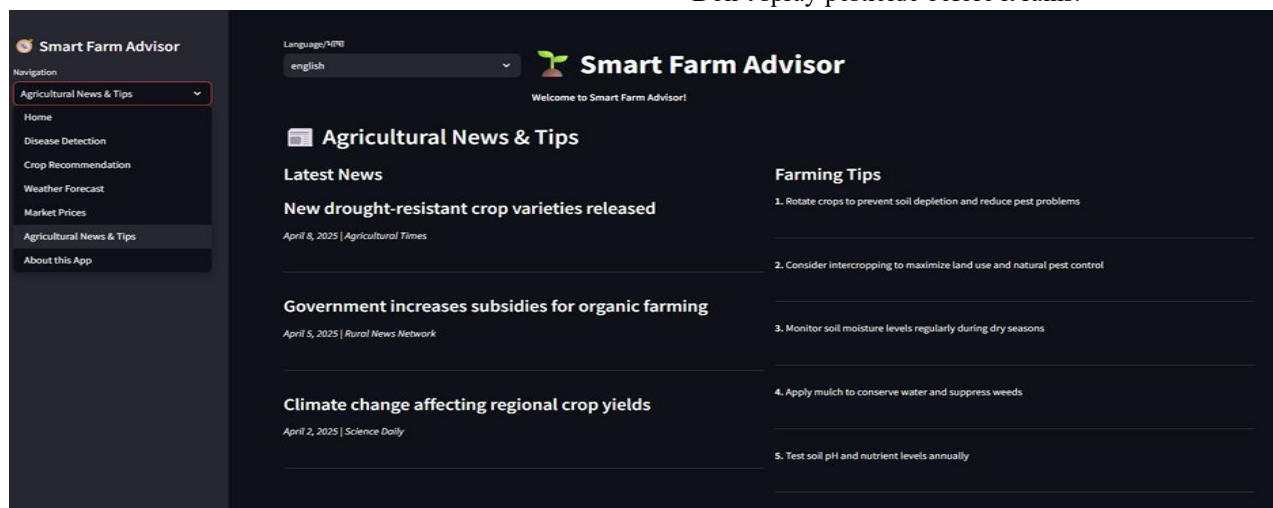 Don't spray pesticide before it rains.
Smart Farm Advisor
Navigation
Agricultural News & Tips
Home
Disease Detection
Crop Recommendation
Weather Forecast
Market Prices
Agricultural News & Tips
About this App
Language/भाषा
english
Smart Farm Advisor
Welcome to Smart Farm Advisor!
Agricultural News & Tips
Latest News
New drought-resistant crop varieties released
April 8, 2025 | Agricultural Times
Government increases subsidies for organic farming
April 5, 2025 | Rural News Network
Climate change affecting regional crop yields
April 2, 2025 | Science Daily
Farming Tips
1. Rotate crops to prevent soil depletion and reduce pest problems
2. Consider intercropping to maximize land use and natural pest control
3. Monitor soil moisture levels regularly during dry seasons
4. Apply mulch to conserve water and suppress weeds
5. Test soil pH and nutrient levels annually